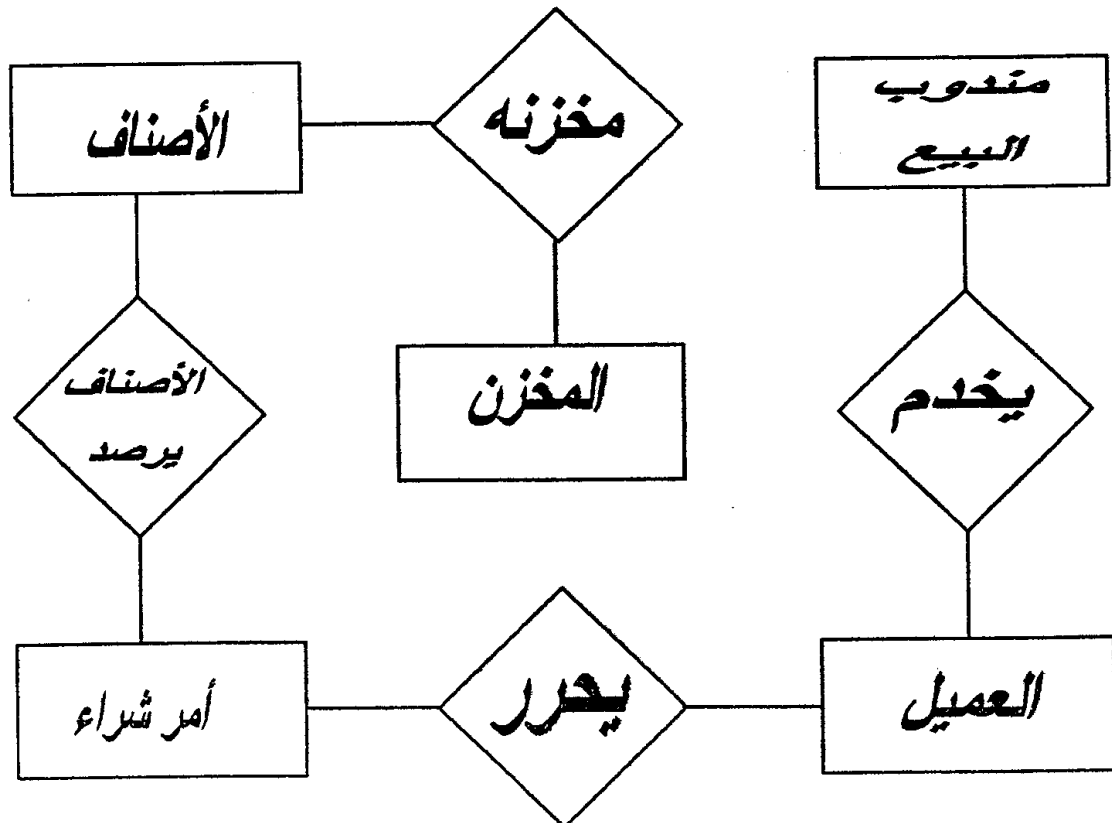 مندوب
البيع
مخزنه
الأصناف
المخزن
يخدم
الأصناف
يرصد
العميل
يحرر
أمر شراء